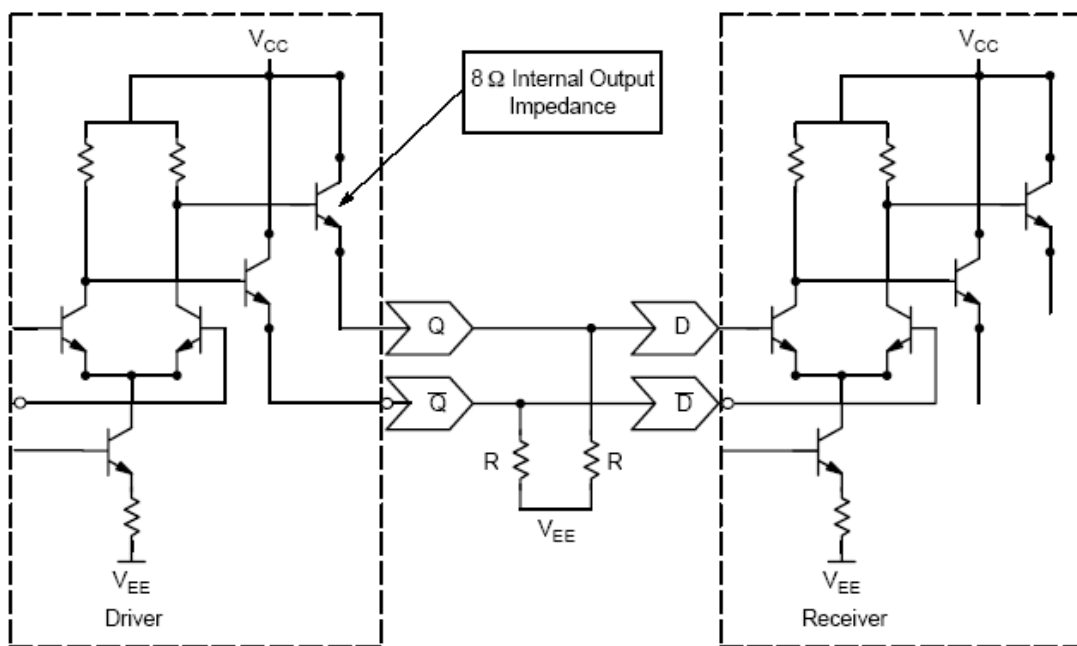 V_CC
8 Ω Internal Output
Impedance
V_CC
Q
D
Q̅
D̅
R
R
V_EE
V_EE
V_EE
Driver
Receiver